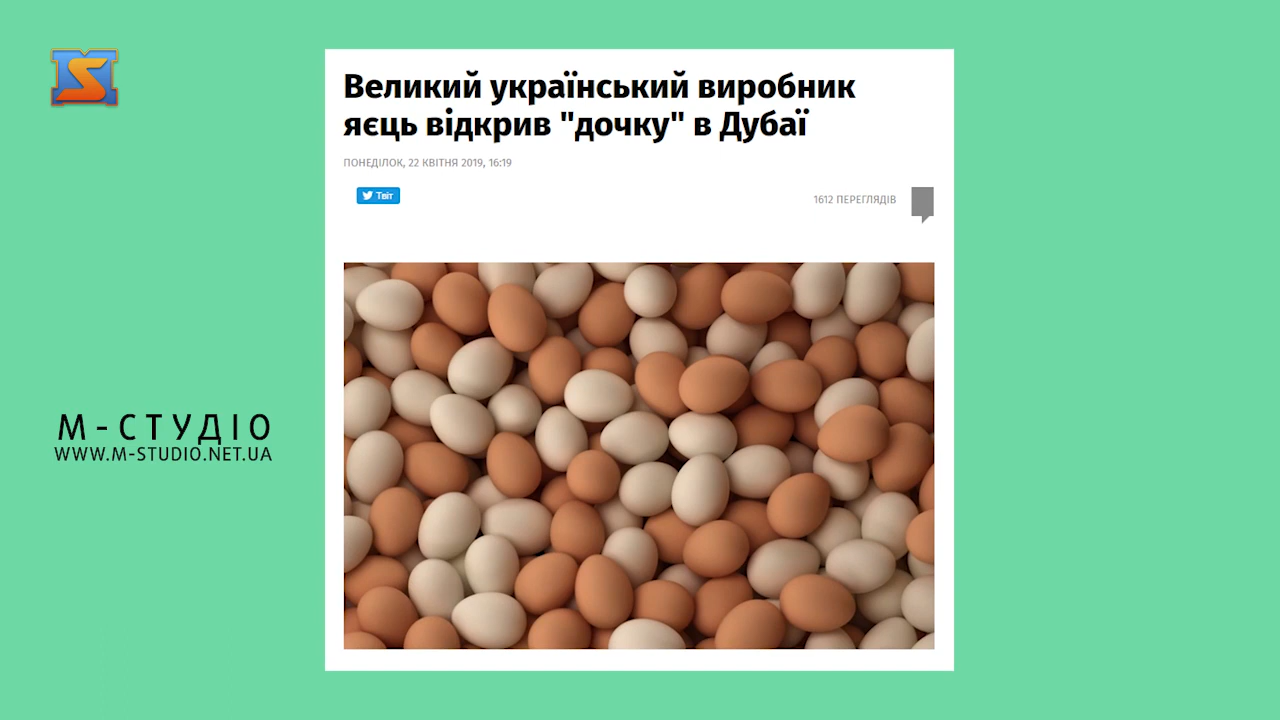 Великий український виробник
яєць відкрив "дочку" в Дубаї
ПОНЕДІЛОК, 22 КВІТНЯ 2019, 16:19
Твіт
1612 ПЕРЕГЛЯДІВ
М-СТУДІО
WWW.M-STUDIO.NET.UA